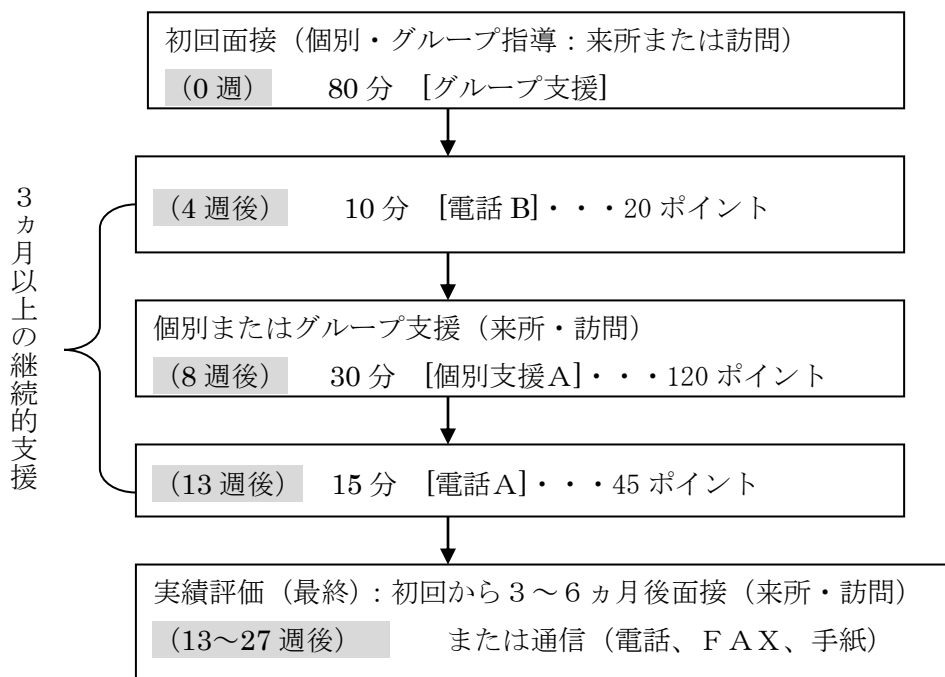 初回面接（個別・グループ指導：来所または訪問）
（0 週） 80 分 [グループ支援]
3ヵ月以上の継続的支援
（4 週後） 10 分 [電話 B]・・・20 ポイント
個別またはグループ支援（来所・訪問）
（8 週後） 30 分 [個別支援Ａ]・・・120 ポイント
（13 週後） 15 分 [電話Ａ]・・・45 ポイント
実績評価（最終）：初回から３～６ヵ月後面接（来所・訪問）
（13～27 週後） または通信（電話、ＦＡＸ、手紙）